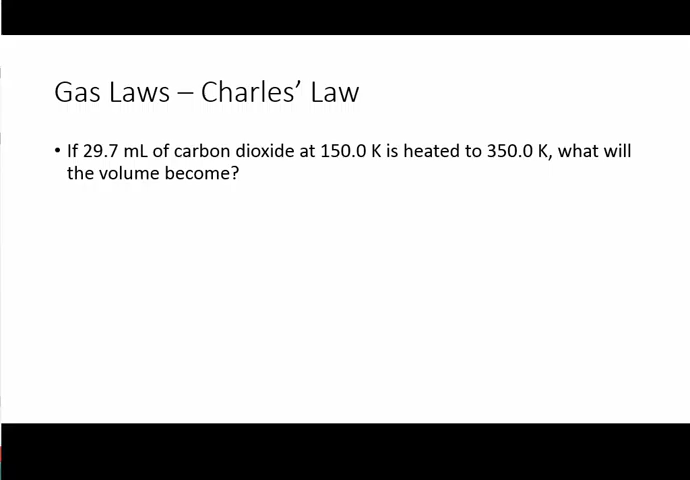 Gas Laws – Charles’ Law
• If 29.7 mL of carbon dioxide at 150.0 K is heated to 350.0 K, what will
the volume become?